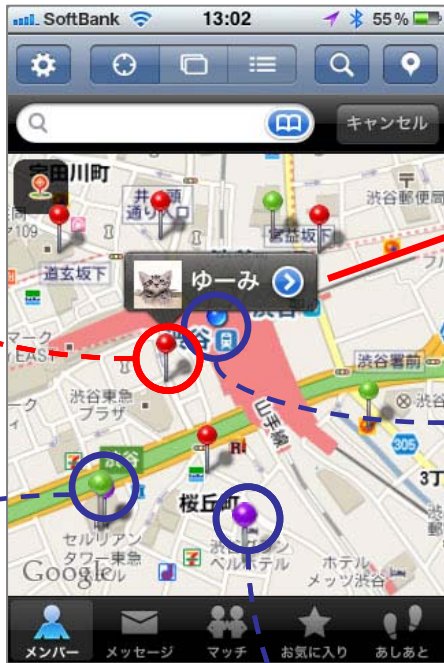 SoftBank 13:02 55%
キャンセル
宇田川町
井の頭
通り入口
渋谷郵便局
109
宮益坂下
道玄坂下
ゆーみ
渋谷
マーク
EAST
渋谷署前
渋谷東急
プラザ
山手線
渋谷
305
3丁
桜丘町
セルリアン
タワー東急
ホテル
メッツ渋谷
Google
メンバー メッセージ マッチ お気に入り あしあと